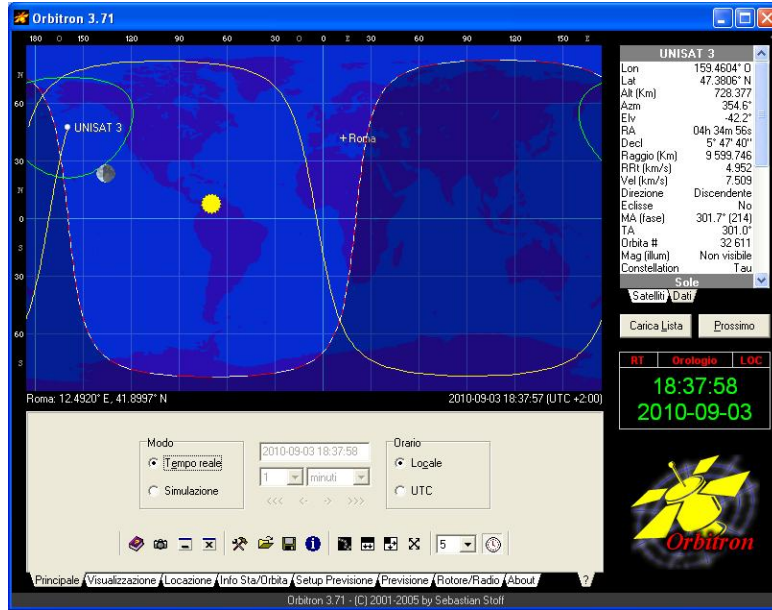 Orbitron 3.71
180 O 150 120 90 60 30 O 0 E 30 60 90 120 150 E
N
60
30
N
0
S
30
60
S
UNISAT 3
Roma
Roma: 12.4920° E, 41.8997° N
2010-09-03 18:37:57 (UTC +2:00)
UNISAT 3
Lon 159.4604° O
Lat 47.3806° N
Alt (Km) 728.377
Azm 354.6°
Elv -42.2°
RA 04h 34m 56s
Decl 5° 47' 40"
Raggio (Km) 9 599.746
RRt (km/s) 4.952
Vel (km/s) 7.509
Direzione Discendente
Eclisse No
MA (fase) 301.7° (214)
TA 301.0°
Orbita # 32 611
Mag (illum) Non visibile
Constellation Tau
Sole
Satelliti Dati
Carica Lista Prossimo
RT Orologio LOC
18:37:58
2010-09-03
Modo
Tempo reale
Simulazione
2010-09-03 18:37:58
1 minuti
<<< <- -> >>>
Orario
Locale
UTC
5
Orbitron
Principale Visualizzazione Locazione Info Sta/Orbita Setup Previsione Previsione Rotore/Radio About ?
Orbitron 3.71 - (C) 2001-2005 by Sebastian Stoff